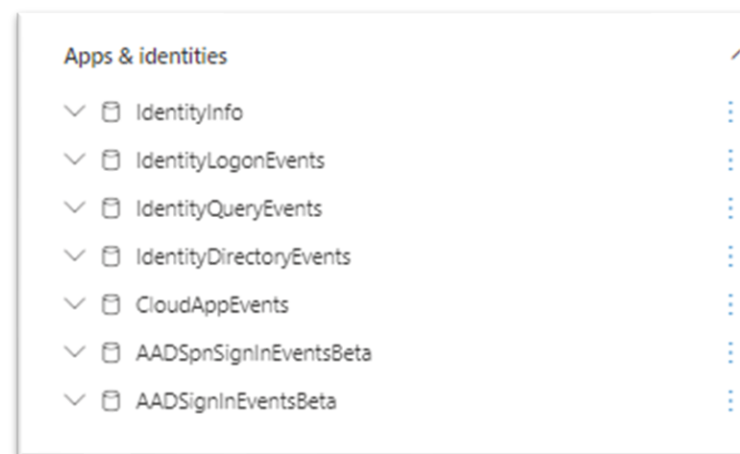 Apps & identities
IdentityInfo
IdentityLogonEvents
IdentityQueryEvents
IdentityDirectoryEvents
CloudAppEvents
AADSpnSignInEventsBeta
AADSignInEventsBeta